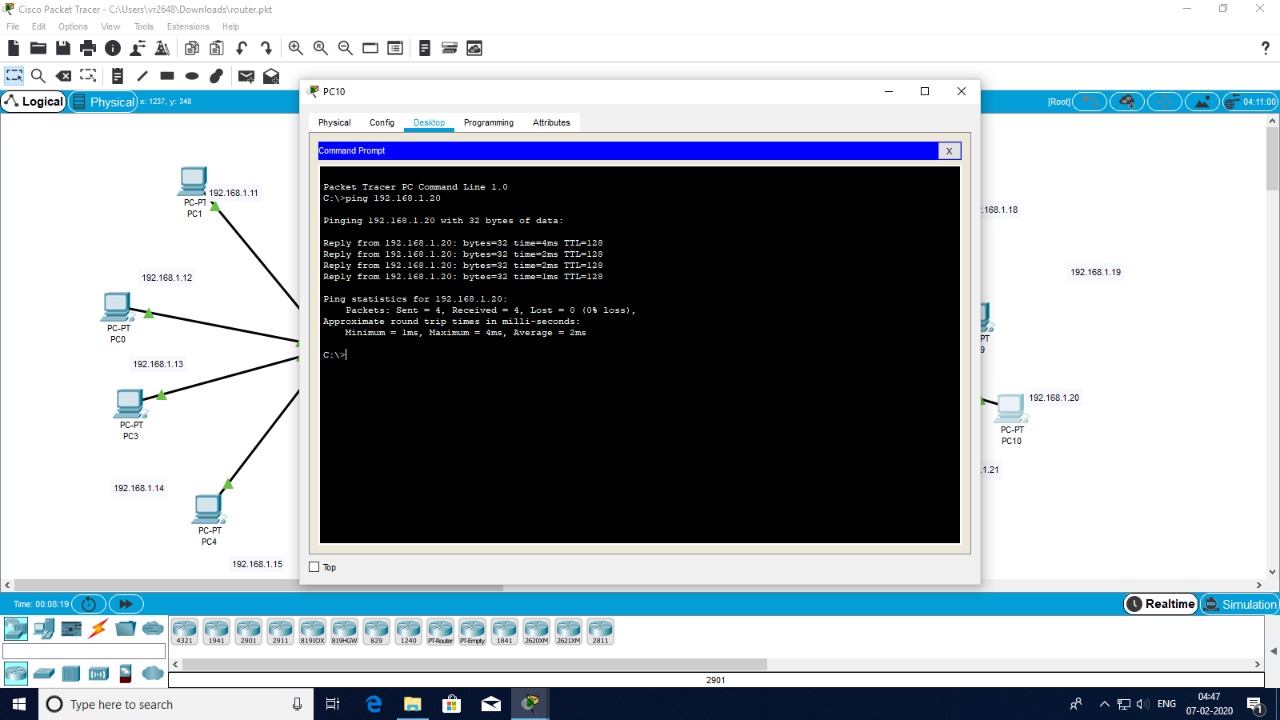 Cisco Packet Tracer - C:\Users\vr2648\Downloads\router.pkt
File Edit Options View Tools Extensions Help
?
Logical Physical x: 1237, y: 348
[Root] 04:11:00
PC10
Physical Config Desktop Programming Attributes
Command Prompt X
Packet Tracer PC Command Line 1.0
C:\>ping 192.168.1.20
Pinging 192.168.1.20 with 32 bytes of data:
Reply from 192.168.1.20: bytes=32 time=4ms TTL=128
Reply from 192.168.1.20: bytes=32 time=2ms TTL=128
Reply from 192.168.1.20: bytes=32 time=2ms TTL=128
Reply from 192.168.1.20: bytes=32 time=1ms TTL=128
Ping statistics for 192.168.1.20:
Packets: Sent = 4, Received = 4, Lost = 0 (0% loss),
Approximate round trip times in milli-seconds:
Minimum = 1ms, Maximum = 4ms, Average = 2ms
C:\>
Top
192.168.1.11
PC-PT
PC1
192.168.1.12
PC-PT
PC0
192.168.1.13
PC-PT
PC3
192.168.1.14
PC-PT
PC4
192.168.1.15
.168.1.18
192.168.1.19
PT
9
192.168.1.20
PC-PT
PC10
.1.21
Time: 00:08:19
Realtime Simulation
4321 1941 2901 2911 819IOX 819HGW 829 1240 PT-Router PT-Empty 1841 2620XM 2621XM 2811
2901
Type here to search
ENG
04:47
07-02-2020
1